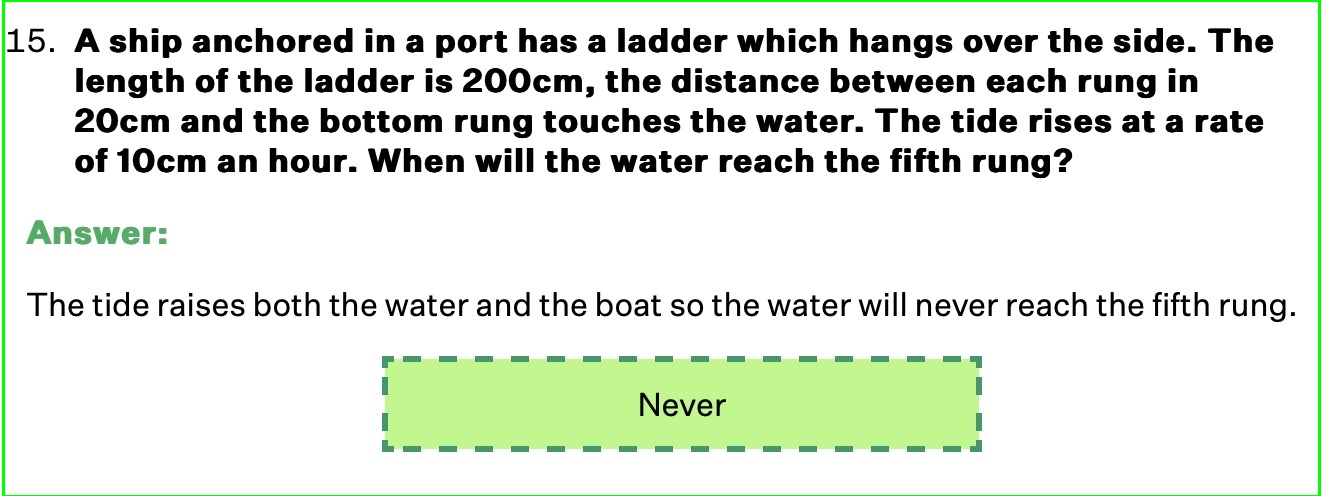 15. A ship anchored in a port has a ladder which hangs over the side. The
length of the ladder is 200cm, the distance between each rung in
20cm and the bottom rung touches the water. The tide rises at a rate
of 10cm an hour. When will the water reach the fifth rung?
Answer:
The tide raises both the water and the boat so the water will never reach the fifth rung.
Never